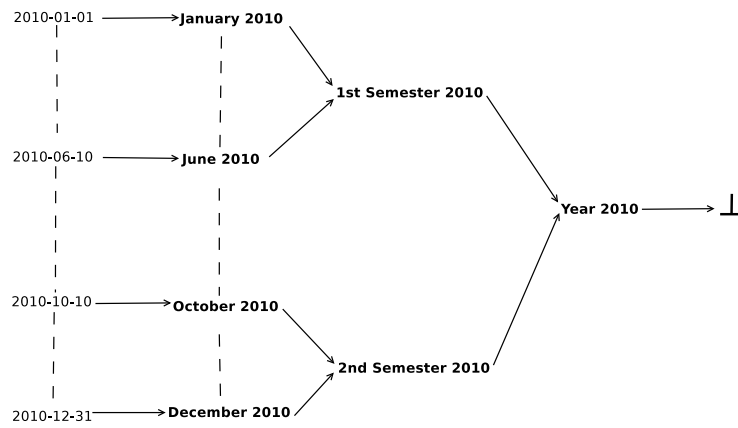 2010-01-01
January 2010
1st Semester 2010
2010-06-10
June 2010
Year 2010
⊥
2010-10-10
October 2010
2nd Semester 2010
2010-12-31
December 2010